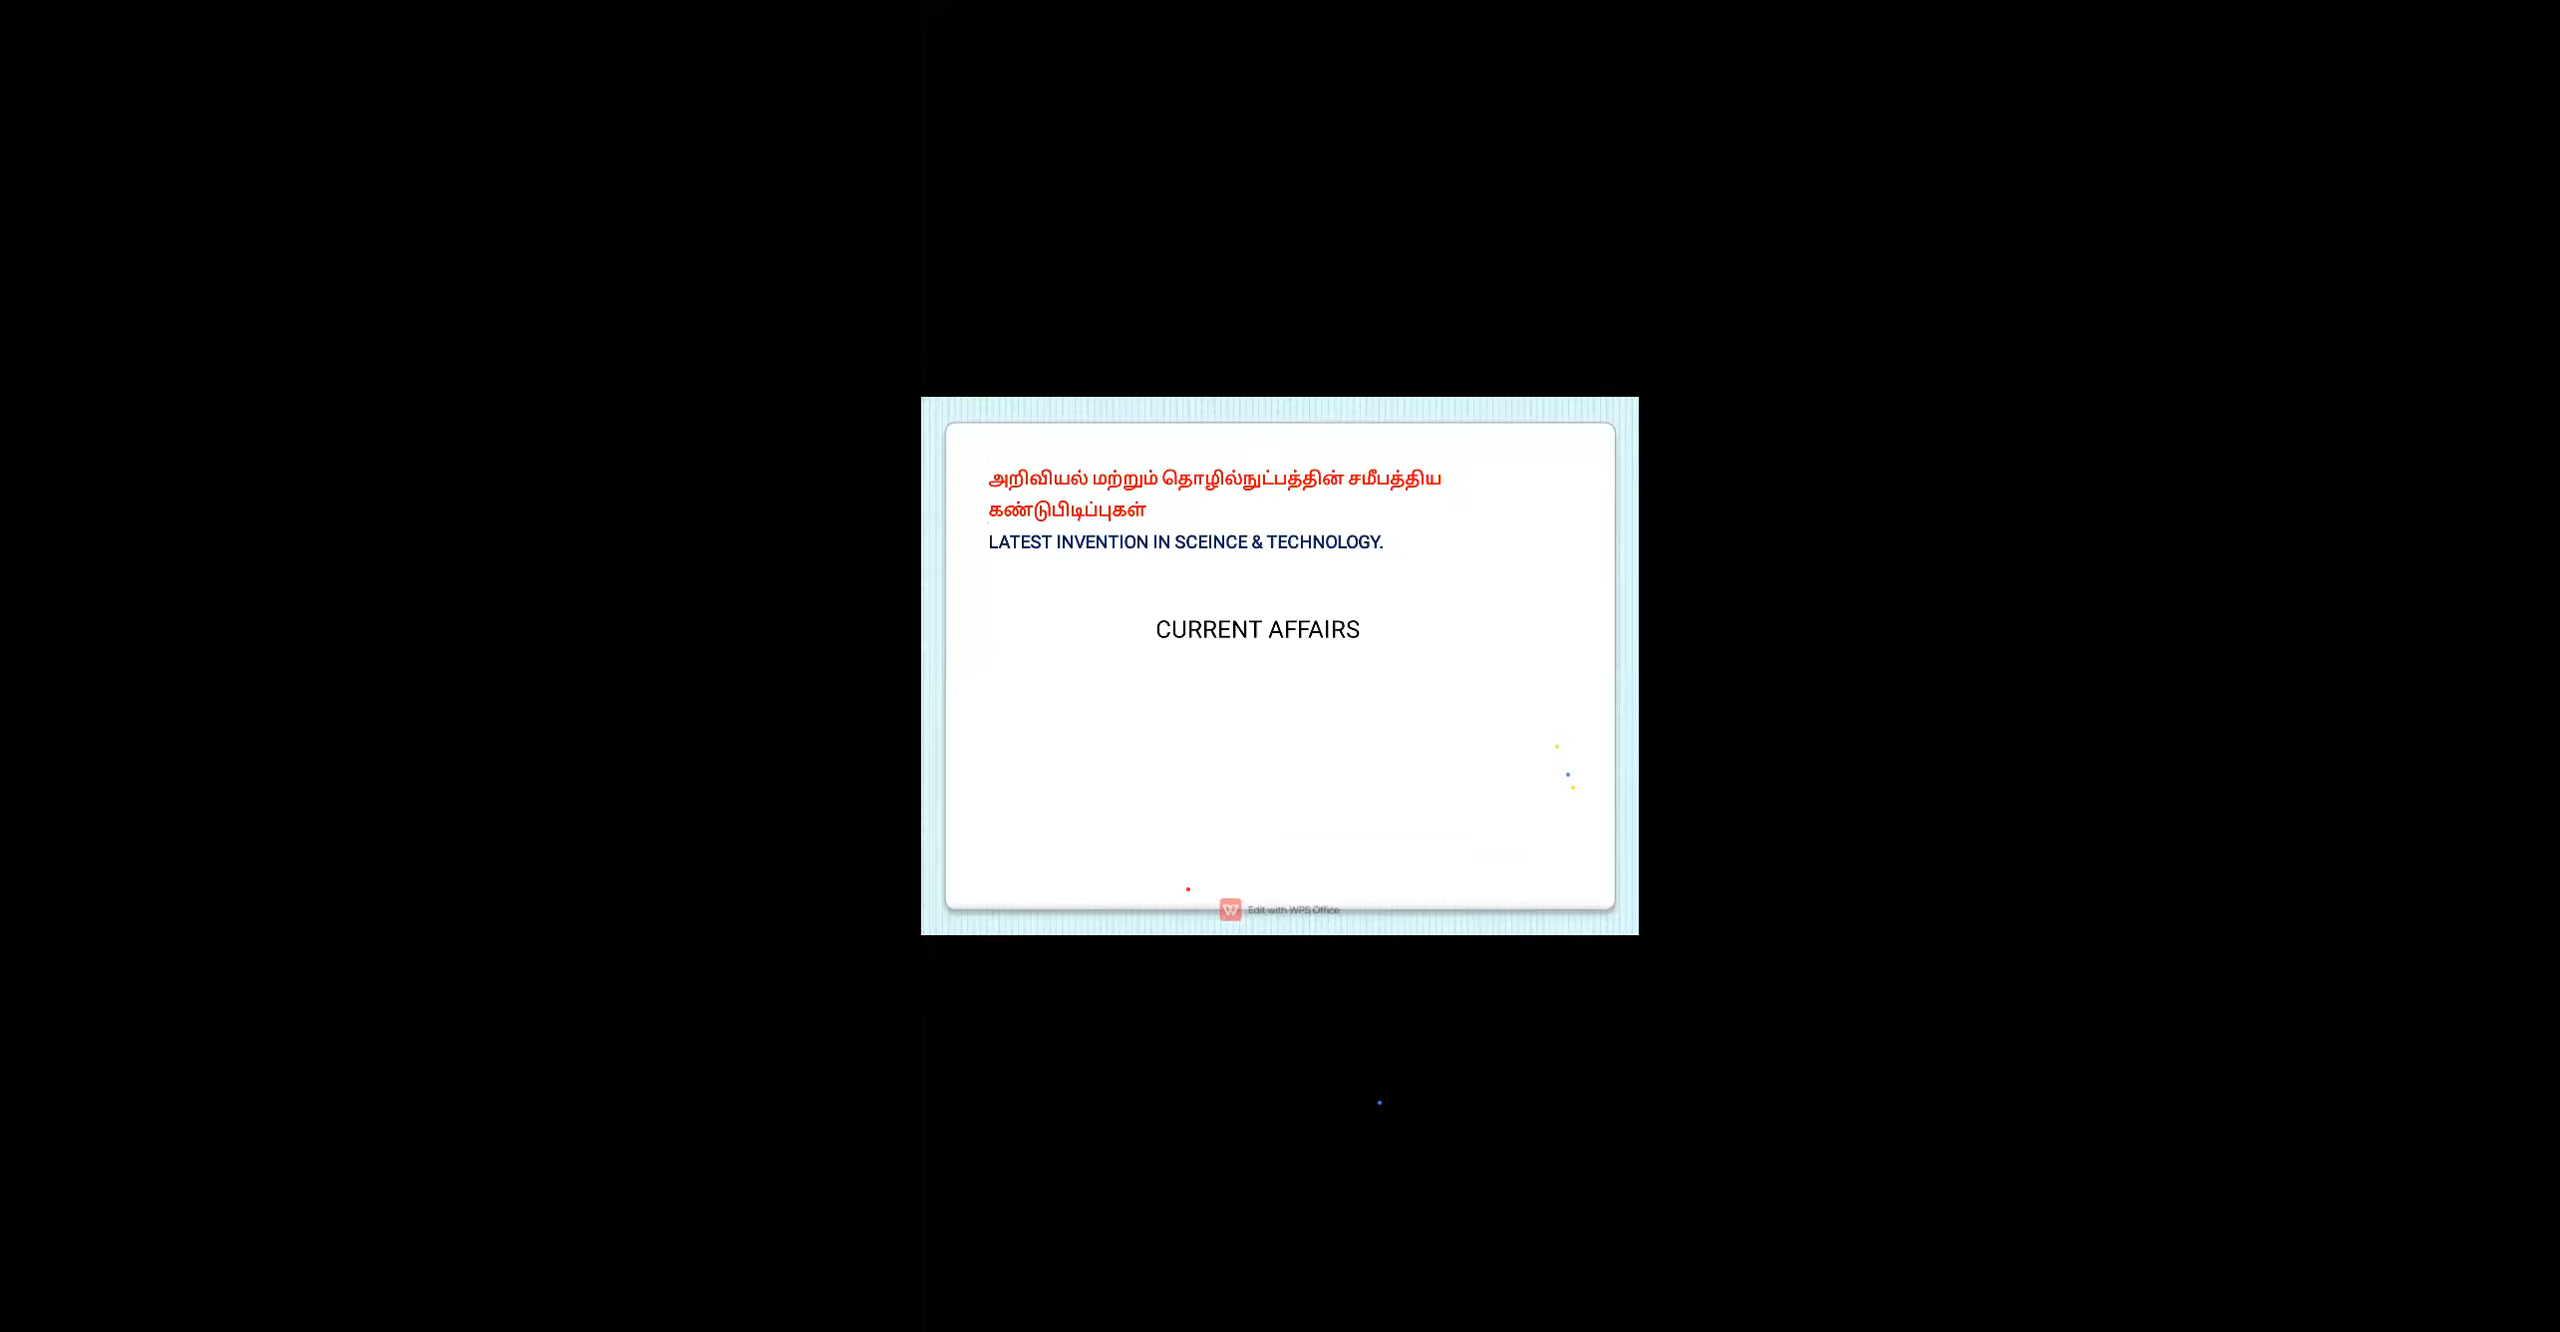 அறிவியல் மற்றும் தொழில்நுட்பத்தின் சமீபத்திய
கண்டுபிடிப்புகள்
LATEST INVENTION IN SCEINCE & TECHNOLOGY.
CURRENT AFFAIRS
W Edit with WPS Office